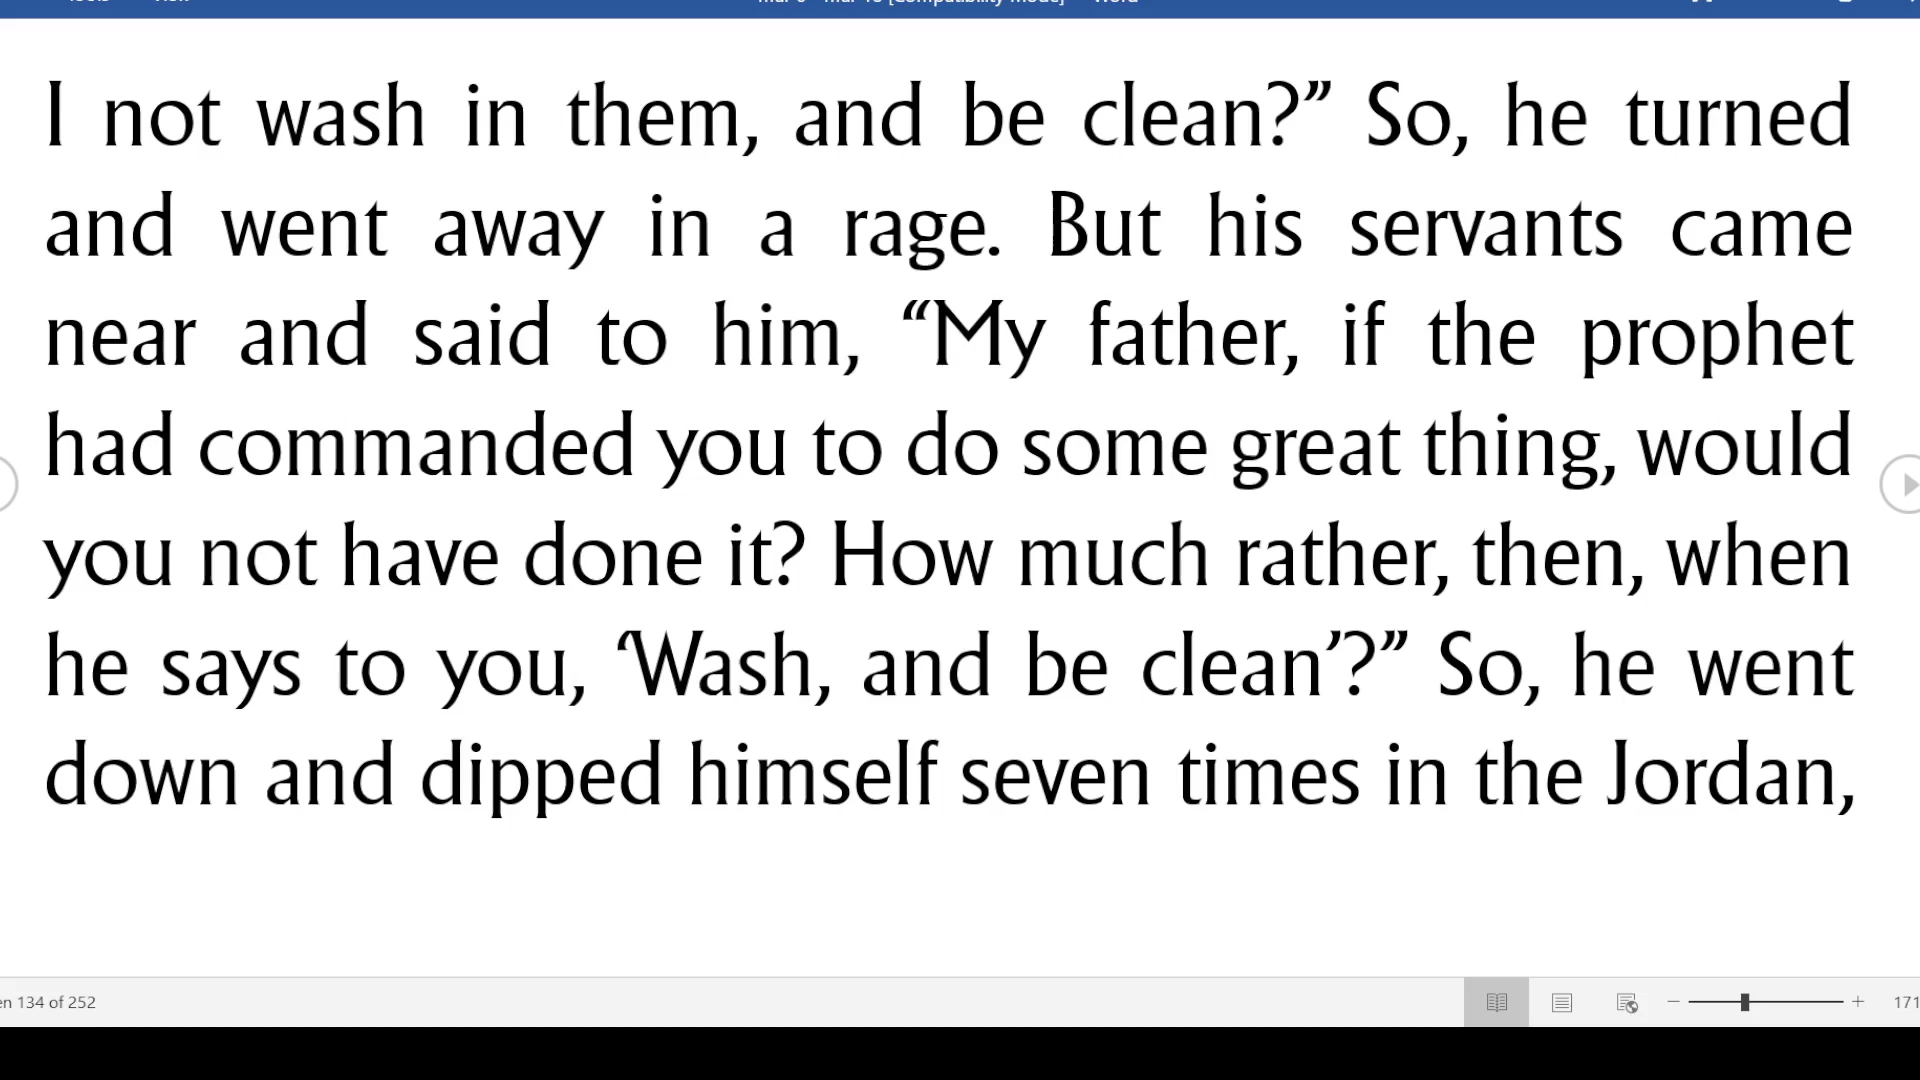 I not wash in them, and be clean?” So, he turned
and went away in a rage. But his servants came
near and said to him, “My father, if the prophet
had commanded you to do some great thing, would
you not have done it? How much rather, then, when
he says to you, ‘Wash, and be clean’?” So, he went
down and dipped himself seven times in the Jordan,
134 of 252
171